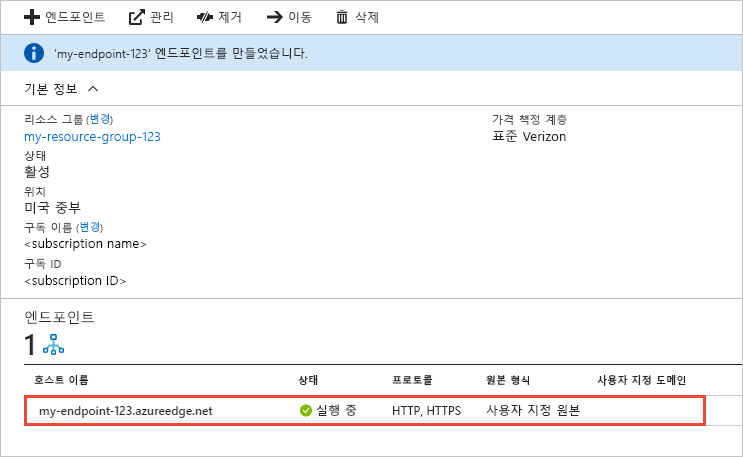 엔드포인트 관리 제거 이동 삭제
'my-endpoint-123' 엔드포인트를 만들었습니다.
기본 정보
리소스 그룹 (변경) 가격 책정 계층
my-resource-group-123 표준 Verizon
상태
활성
위치
미국 중부
구독 이름 (변경)
<subscription name>
구독 ID
<subscription ID>
엔드포인트
1
호스트 이름 상태 프로토콜 원본 형식 사용자 지정 도메인
my-endpoint-123.azureedge.net 실행 중 HTTP, HTTPS 사용자 지정 원본